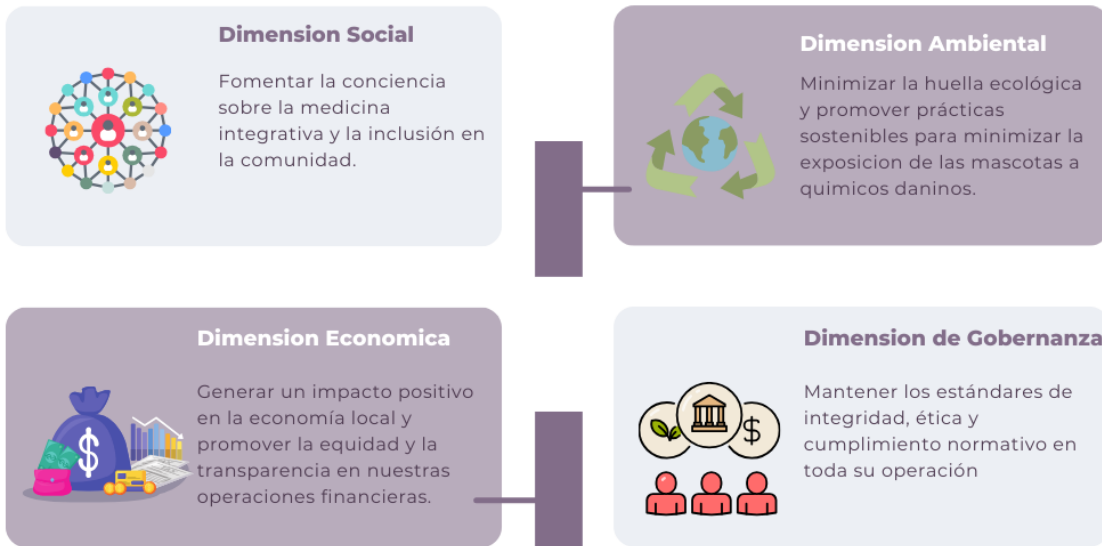 Dimension Social
Fomentar la conciencia
sobre la medicina
integrativa y la inclusión en
la comunidad.
Dimension Ambiental
Minimizar la huella ecológica
y promover prácticas
sostenibles para minimizar la
exposicion de las mascotas a
quimicos daninos.
Dimension Economica
Generar un impacto positivo
en la economía local y
promover la equidad y la
transparencia en nuestras
operaciones financieras.
Dimension de Gobernanza
Mantener los estándares de
integridad, ética y
cumplimiento normativo en
toda su operación